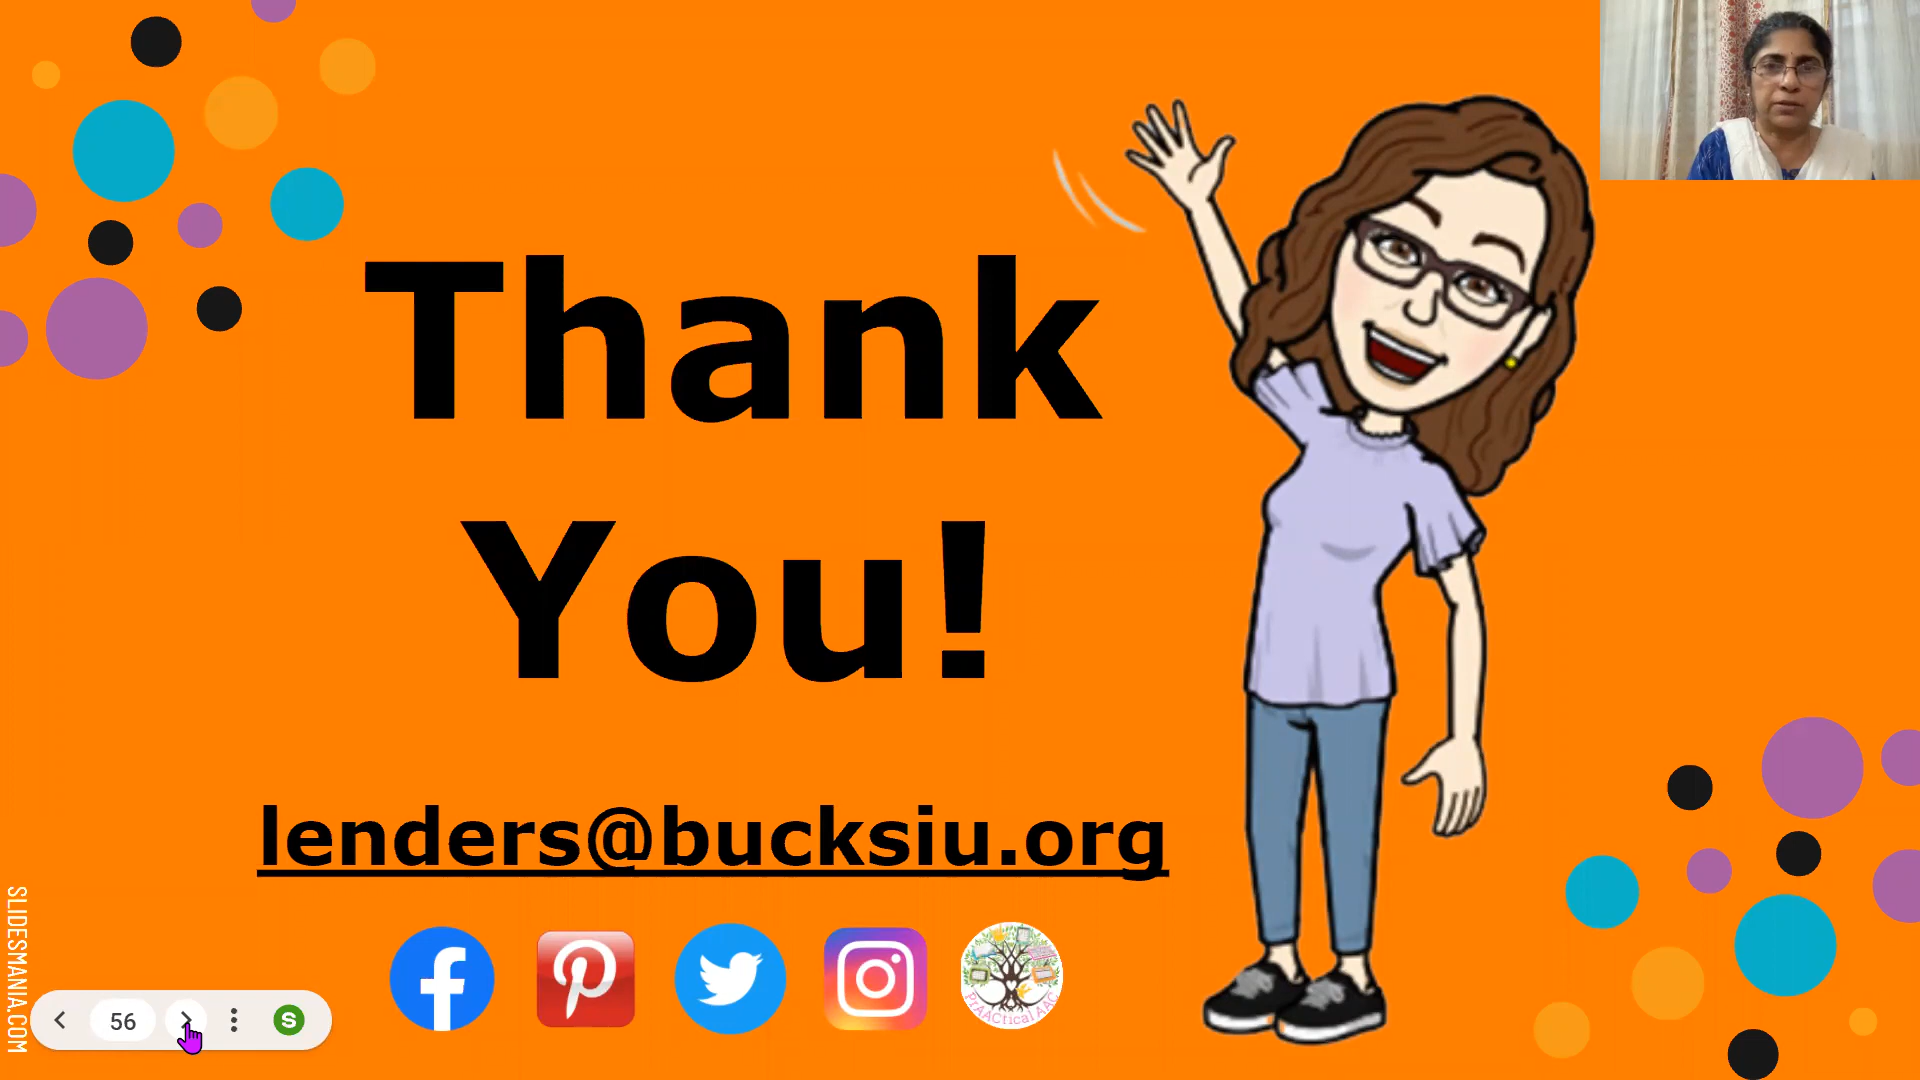 Thank
You!
lenders@bucksiu.org
PrAACtical AAC
SLIDESMANIA.COM
56
S